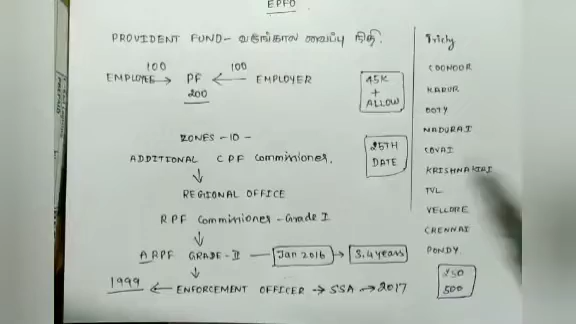 EPFO
PROVIDENT FUND - வருங்கால வைப்பு நிதி.
100 100
EMPLOYEE → PF ← EMPLOYER
200
45K
+
ALLOW
ZONES - 10 -
ADDITIONAL CPF Commissioner.
25TH
DATE
↓
REGIONAL OFFICE
RPF Commissioner - Grade I
↓
ARPF GRADE - II — Jan 2016 → 3.4 years
↓
1999 ← ENFORCEMENT OFFICER → SSA → 2017
Trichy
COONOOR
KARUR
OOTY
MADURAI
COVAI
KRISHNAGIRI
TVL
VELLORE
CHENNAI
PONDY
250
500